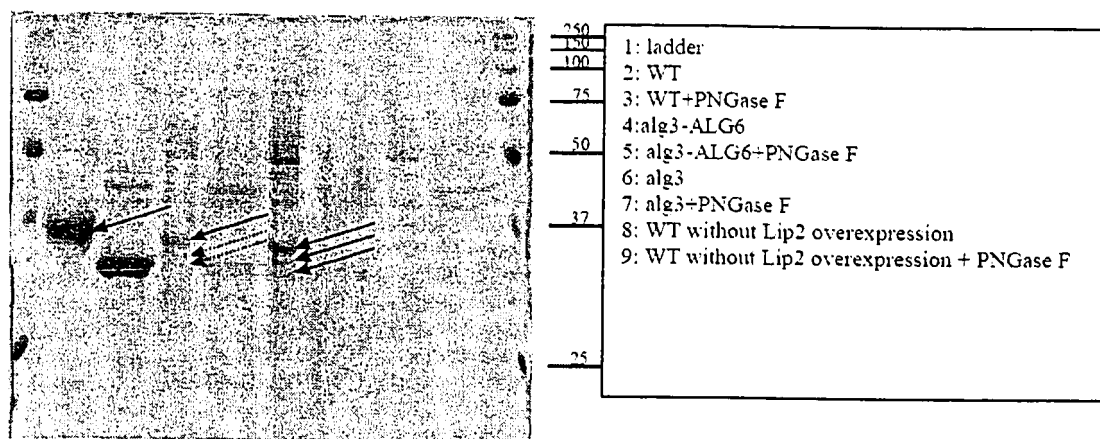 250
150
100
75
50
37
25
1: ladder
2: WT
3: WT+PNGase F
4:alg3-ALG6
5: alg3-ALG6+PNGase F
6: alg3
7: alg3+PNGase F
8: WT without Lip2 overexpression
9: WT without Lip2 overexpression + PNGase F